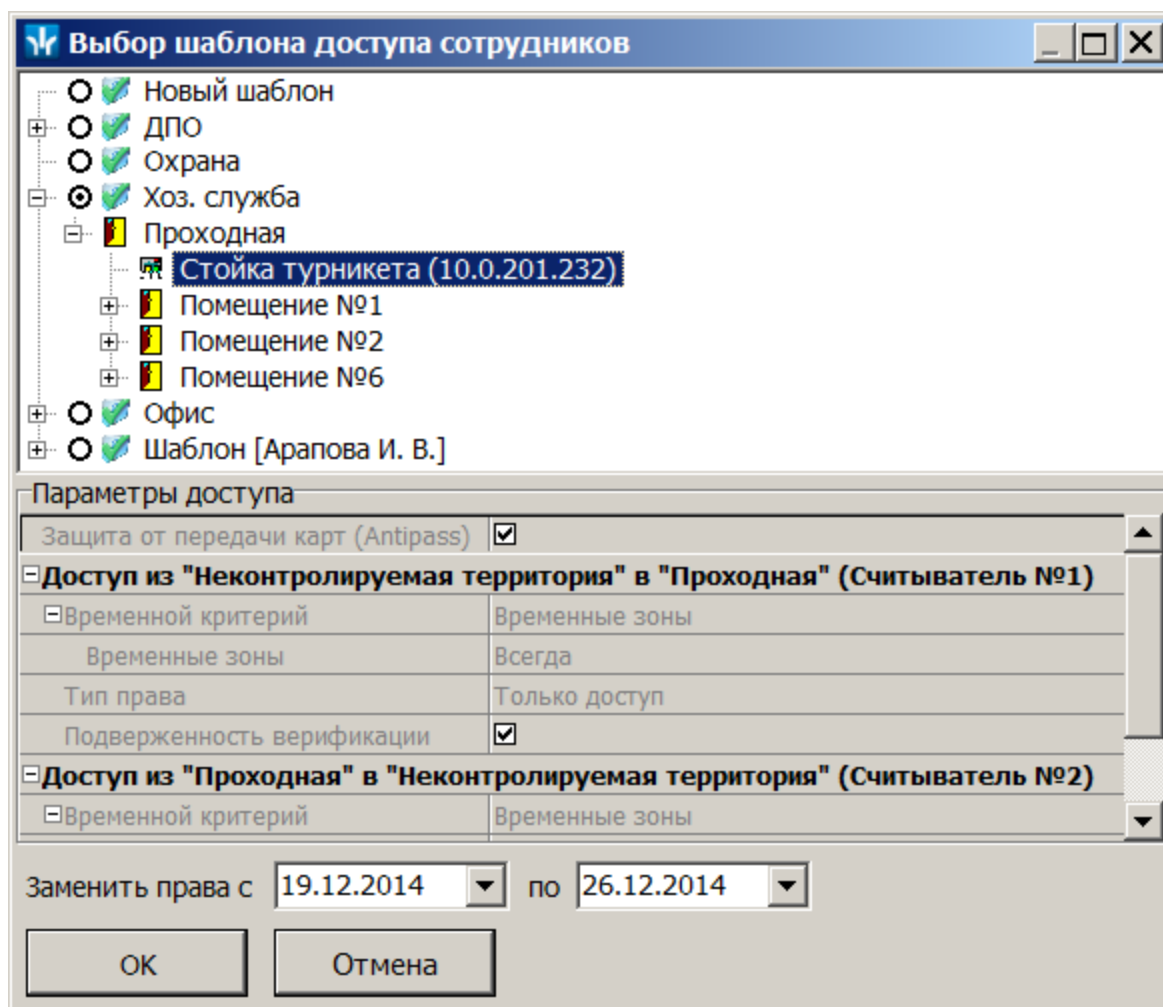 Выбор шаблона доступа сотрудников
Новый шаблон
ДПО
Охрана
Хоз. служба
Проходная
Стойка турникета (10.0.201.232)
Помещение №1
Помещение №2
Помещение №6
Офис
Шаблон [Арапова И. В.]
Параметры доступа
Защита от передачи карт (Antipass)
Доступ из "Неконтролируемая территория" в "Проходная" (Считыватель №1)
Временной критерий Временные зоны
Временные зоны Всегда
Тип права Только доступ
Подверженность верификации
Доступ из "Проходная" в "Неконтролируемая территория" (Считыватель №2)
Временной критерий Временные зоны
Заменить права с 19.12.2014 по 26.12.2014
ОК Отмена